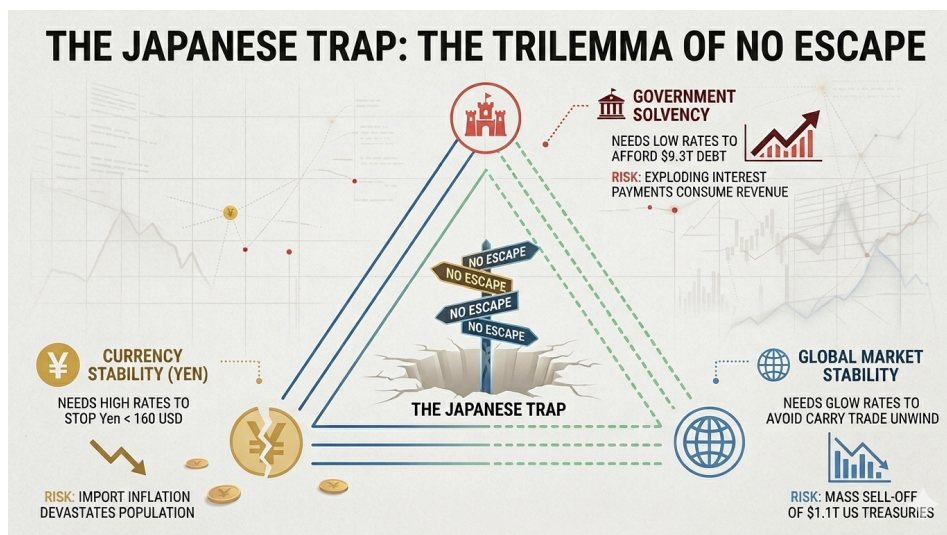 THE JAPANESE TRAP: THE TRILEMMA OF NO ESCAPE
GOVERNMENT
SOLVENCY
NEEDS LOW RATES TO
AFFORD $9.3T DEBT
RISK: EXPLODING INTEREST
PAYMENTS CONSUME REVENUE
NO ESCAPE
NO ESCAPE
NO ESCAPE
NO ESCAPE
THE JAPANESE TRAP
¥ CURRENCY
STABILITY (YEN)
NEEDS HIGH RATES TO
STOP Yen < 160 USD
RISK: IMPORT INFLATION
DEVASTATES POPULATION
GLOBAL MARKET
STABILITY
NEEDS GLOW RATES TO
AVOID CARRY TRADE UNWIND
RISK: MASS SELL-OFF
OF $1.1T US TREASURIES